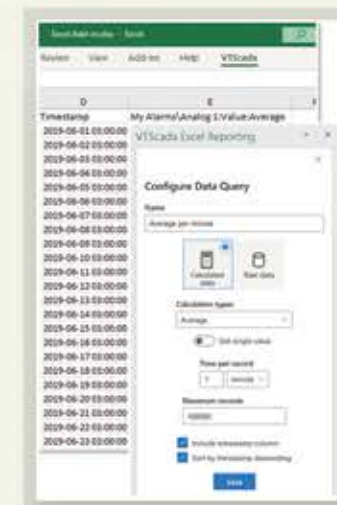 Review View Add-ins Help VTScada
D E F
Timestamp My Alarms\Analog 1:Value:Average
2019-06-01 03:00:00
2019-06-02 03:00:00
2019-06-03 03:00:00
2019-06-04 03:00:00
2019-06-05 03:00:00
2019-06-06 03:00:00
2019-06-07 03:00:00
2019-06-08 03:00:00
2019-06-09 03:00:00
2019-06-10 03:00:00
2019-06-11 03:00:00
2019-06-12 03:00:00
2019-06-13 03:00:00
2019-06-14 03:00:00
2019-06-15 03:00:00
2019-06-16 03:00:00
2019-06-17 03:00:00
2019-06-18 03:00:00
2019-06-19 03:00:00
2019-06-20 03:00:00
2019-06-21 03:00:00
2019-06-22 03:00:00
2019-06-23 03:00:00
VTScada Excel Reporting
Configure Data Query
Name
Average per minute
Calculated data
Raw data
Calculation types
Average
Get single value
Time per record
1 minute
Maximum records
Include timestamp column
Sort by timestamp descending
Save